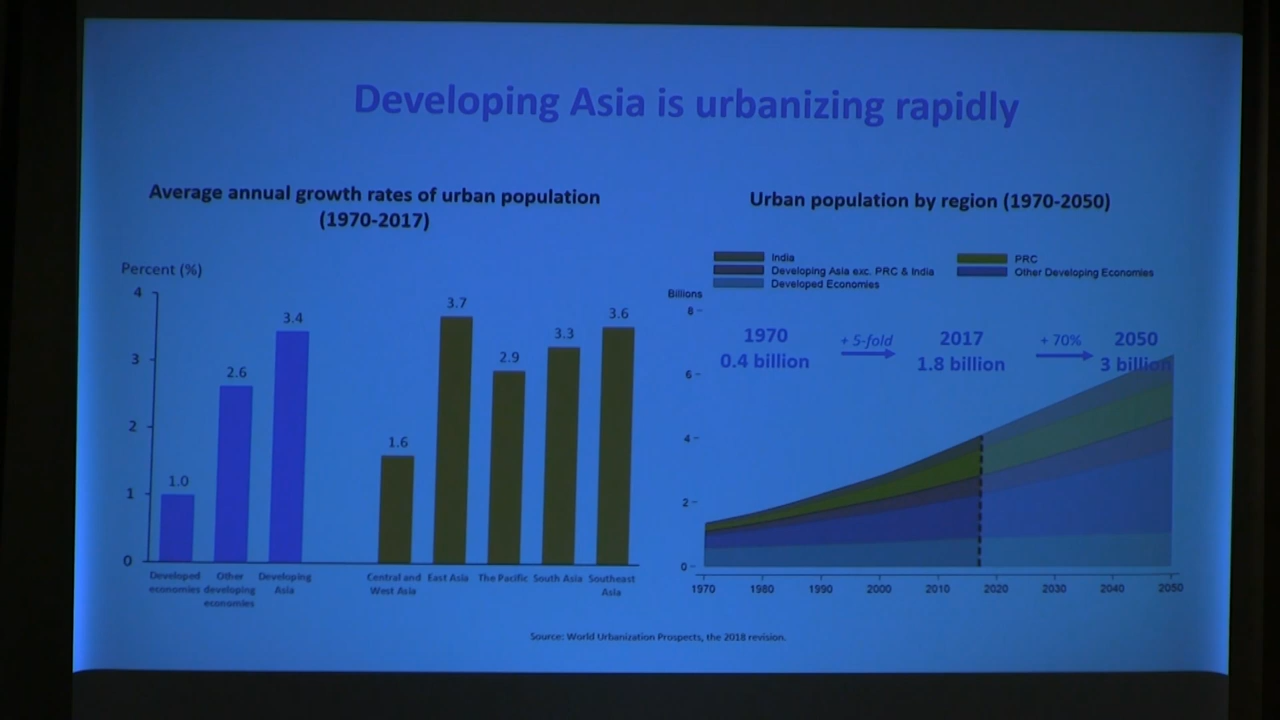 Developing Asia is urbanizing rapidly
Average annual growth rates of urban population
(1970-2017)
Percent (%)
4
3
2
1
0
1.0
2.6
3.4
1.6
3.7
2.9
3.3
3.6
Developed
economies
Other
developing
economies
Developing
Asia
Central and
West Asia
East Asia
The Pacific
South Asia
Southeast
Asia
Urban population by region (1970-2050)
India
PRC
Developing Asia exc. PRC & India
Other Developing Economies
Developed Economies
Billions
8
6
4
2
0
1970
0.4 billion
+ 5-fold
2017
1.8 billion
+ 70%
2050
3 billion
1970 1980 1990 2000 2010 2020 2030 2040 2050
Source: World Urbanization Prospects, the 2018 revision.